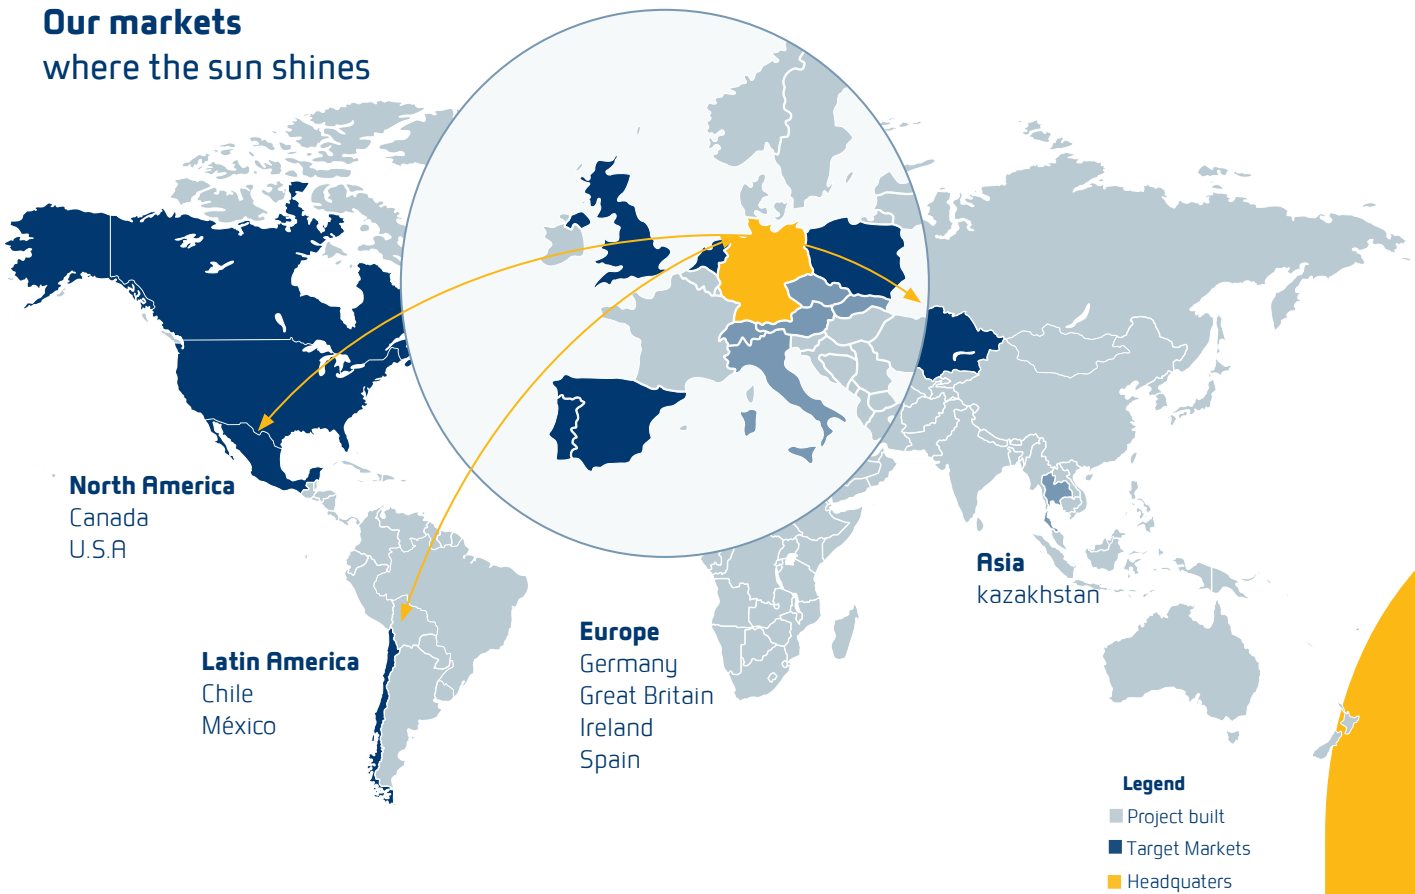 Our markets
where the sun shines
North America
Canada
U.S.A
Latin America
Chile
México
Europe
Germany
Great Britain
Ireland
Spain
Asia
kazakhstan
Legend
Project built
Target Markets
Headquaters